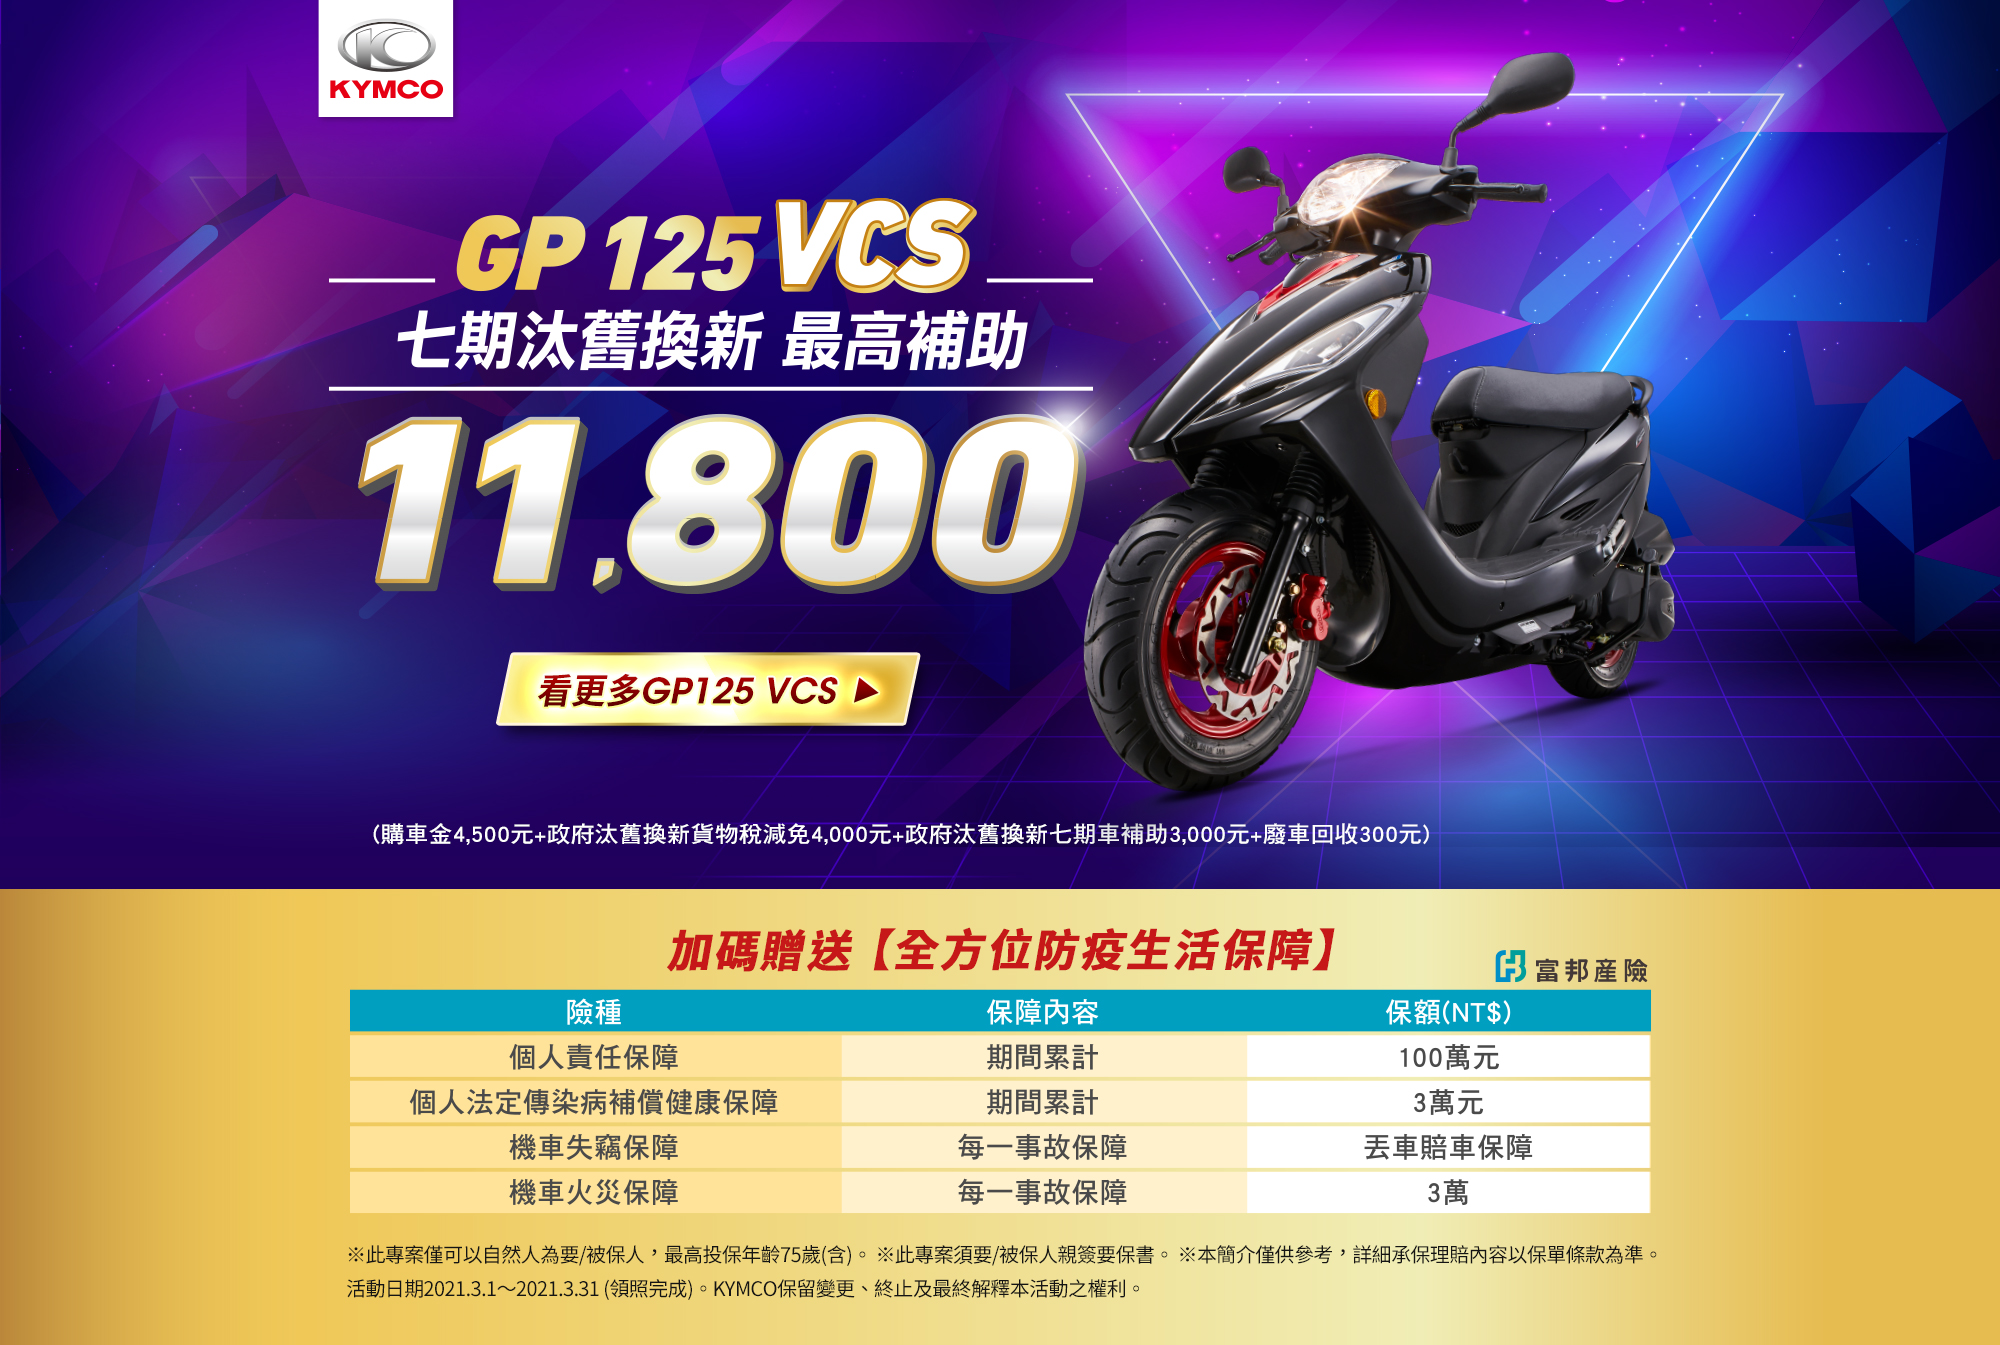 KYMCO
GP 125 VCS
七期汰舊換新 最高補助
11,800
看更多GP125 VCS ▶
(購車金4,500元+政府汰舊換新貨物稅減免4,000元+政府汰舊換新七期車補助3,000元+廢車回收300元)
加碼贈送【全方位防疫生活保障】
富邦産險
險種 保障內容 保額(NT$)
個人責任保障 期間累計 100萬元
個人法定傳染病補償健康保障 期間累計 3萬元
機車失竊保障 每一事故保障 丟車賠車保障
機車火災保障 每一事故保障 3萬
※此專案僅可以自然人為要/被保人，最高投保年齡75歲(含)。 ※此專案須要/被保人親簽要保書。 ※本簡介僅供參考，詳細承保理賠內容以保單條款為準。
活動日期2021.3.1～2021.3.31 (領照完成)。KYMCO保留變更、終止及最終解釋本活動之權利。